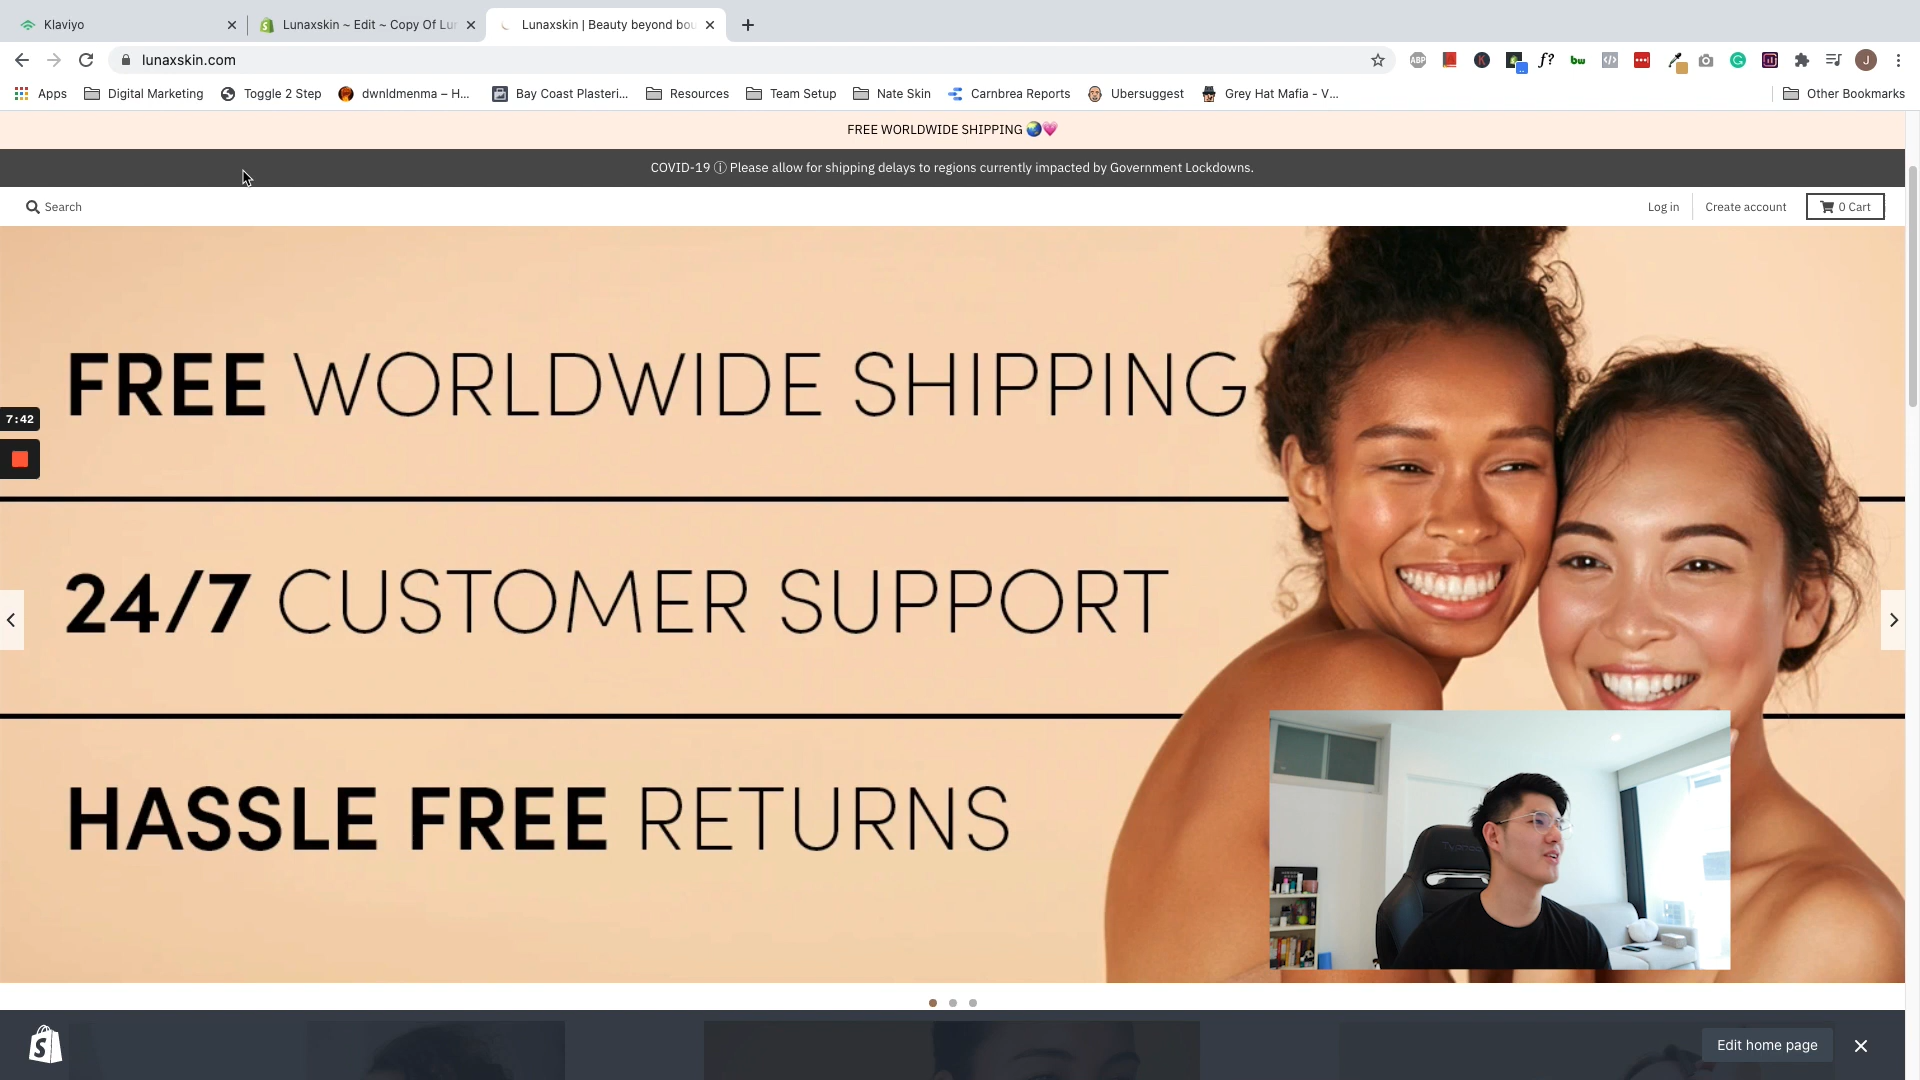 Klaviyo
Lunaxskin ~ Edit ~ Copy Of Lu
Lunaxskin | Beauty beyond bou
lunaxskin.com
ABP
K
f?
bw
J
Apps
Digital Marketing
Toggle 2 Step
dwnldmenma – H...
Bay Coast Plasteri...
Resources
Team Setup
Nate Skin
Carnbrea Reports
Ubersuggest
Grey Hat Mafia - V...
Other Bookmarks
FREE WORLDWIDE SHIPPING 🌏💗
COVID-19 ⓘ Please allow for shipping delays to regions currently impacted by Government Lockdowns.
Search
Log in
Create account
0 Cart
FREE WORLDWIDE SHIPPING
7:42
24/7 CUSTOMER SUPPORT
HASSLE FREE RETURNS
Edit home page